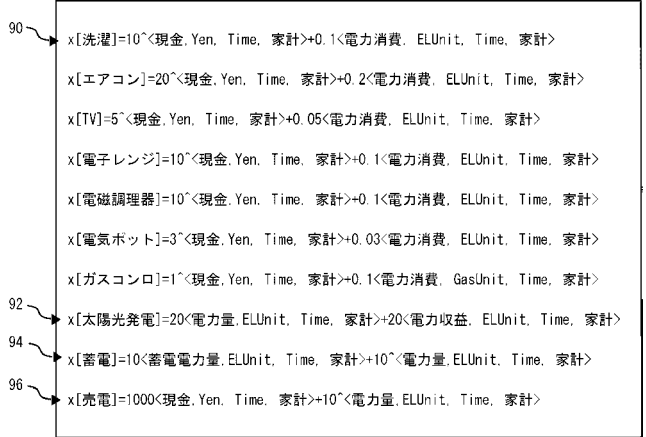 90
x[洗濯]=10^<現金,Yen, Time, 家計>+0.1<電力消費, ELUnit, Time, 家計>
x[エアコン]=20^<現金,Yen, Time, 家計>+0.2<電力消費, ELUnit, Time, 家計>
x[TV]=5^<現金,Yen, Time, 家計>+0.05<電力消費, ELUnit, Time. 家計>
x[電子レンジ]=10^<現金,Yen, Time, 家計>+0.1<電力消費, ELUnit, Time, 家計>
x[電磁調理器]=10^<現金,Yen, Time, 家計>+0.1<電力消費, ELUnit, Time, 家計>
x[電気ポット]=3^<現金,Yen, Time, 家計>+0.03<電力消費, ELUnit, Time, 家計>
x[ガスコンロ]=1^<現金,Yen, Time, 家計>+0.1<電力消費, GasUnit, Time, 家計>
92
x[太陽光発電]=20<電力量,ELUnit, Time, 家計>+20<電力収益, ELUnit, Time, 家計>
94
x[蓄電]=10<蓄電電力量,ELUnit, Time, 家計>+10^<電力量,ELUnit, Time, 家計>
96
x[売電]=1000<現金,Yen, Time. 家計>+10^<電力量,ELUnit, Time, 家計>